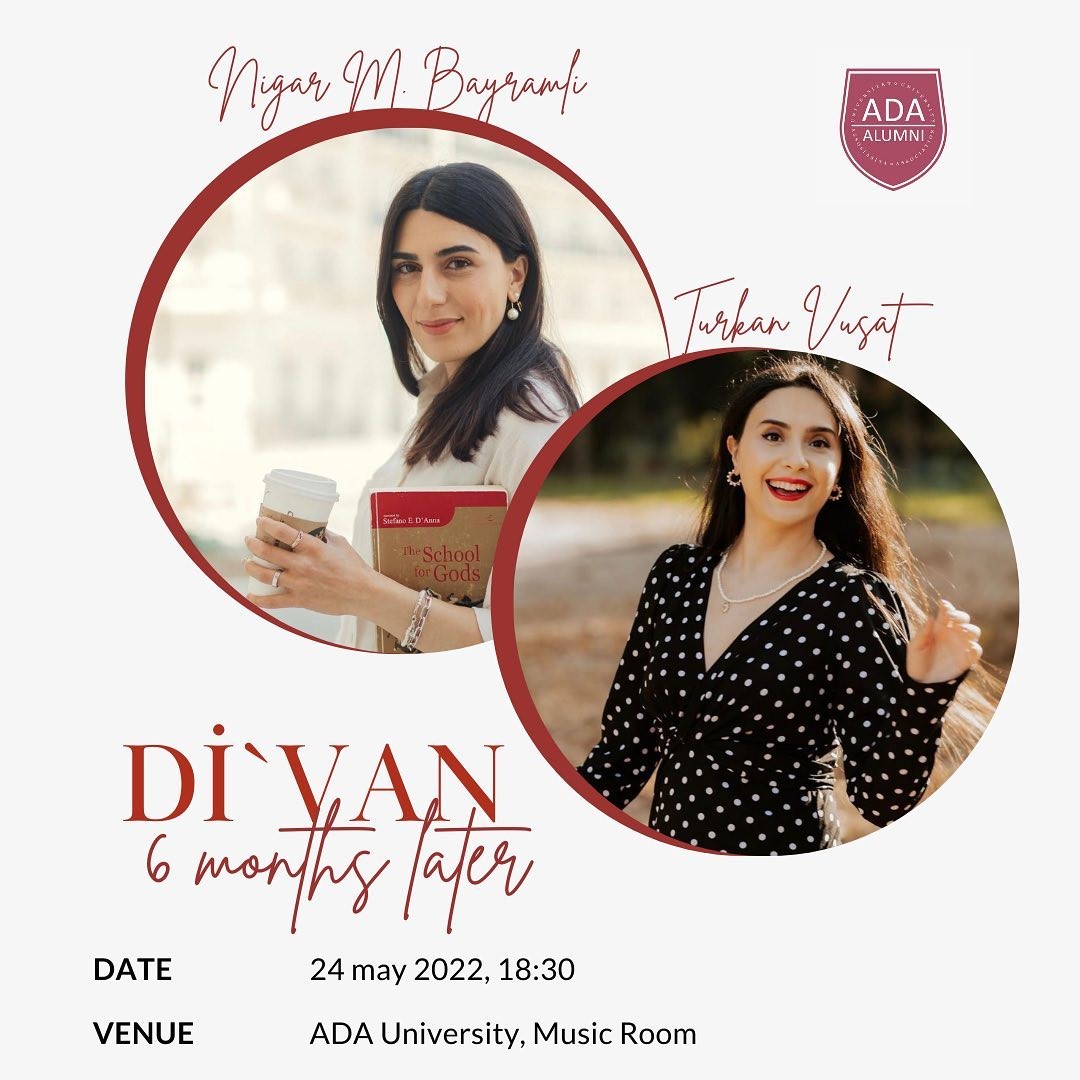 Nigar M. Bayramli
ADA
ALUMNI
Turkan Vusat
Stefano E. D'Anna
The School
for Gods
Dİ`VAN
6 months later
DATE 24 may 2022, 18:30
VENUE ADA University, Music Room